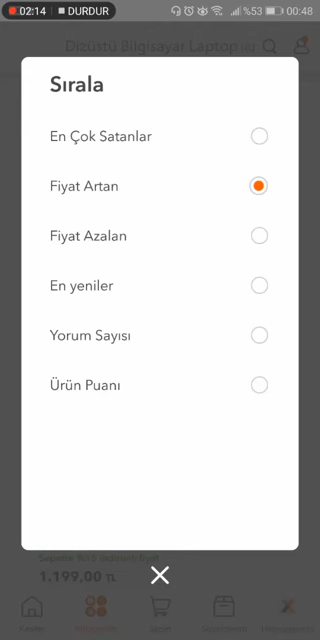 02:14 DURDUR %53 00:48
Dizüstü Bilgisayar Laptop
Sırala
En Çok Satanlar
Fiyat Artan
Fiyat Azalan
En yeniler
Yorum Sayısı
Ürün Puanı
1.199,00 TL